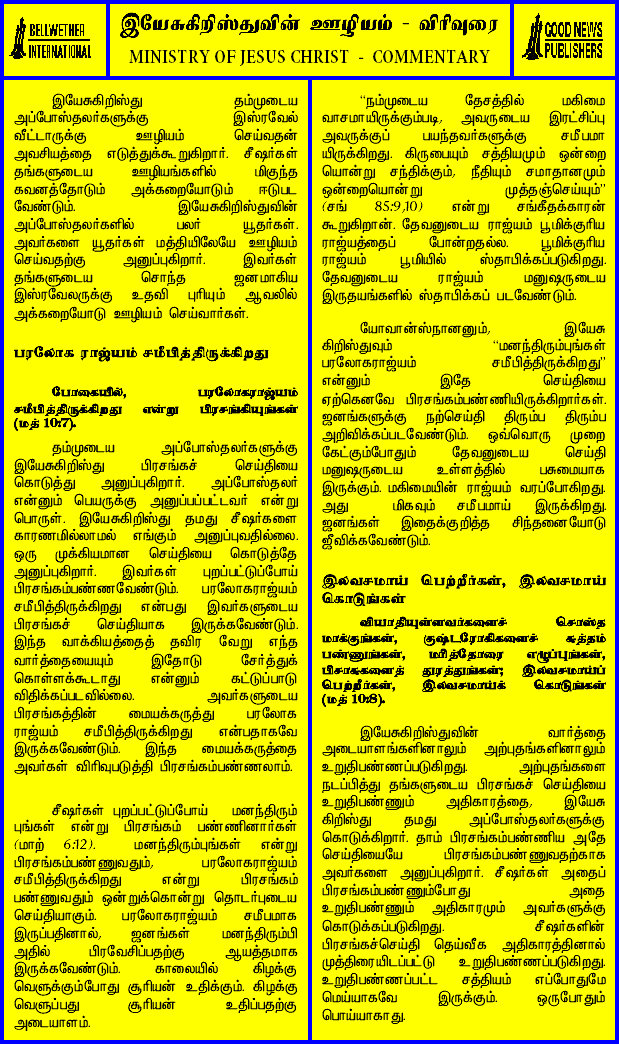 BELLWETHER
INTERNATIONAL
இயேசுகிறிஸ்துவின் ஊழியம் - விரிவுரை
MINISTRY OF JESUS CHRIST - COMMENTARY
GOOD NEWS
PUBLISHERS
இயேசுகிறிஸ்து தம்முடைய
அப்போஸ்தலர்களுக்கு இஸ்ரவேல்
வீட்டாருக்கு ஊழியம் செய்வதன்
அவசியத்தை எடுத்துக்கூறுகிறார். சீஷர்கள்
தங்களுடைய ஊழியங்களில் மிகுந்த
கவனத்தோடும் அக்கறையோடும் ஈடுபட
வேண்டும். இயேசுகிறிஸ்துவின்
அப்போஸ்தலர்களில் பலர் யூதர்கள்.
அவர்களை யூதர்கள் மத்தியிலேயே ஊழியம்
செய்வதற்கு அனுப்புகிறார். இவர்கள்
தங்களுடைய சொந்த ஜனமாகிய
இஸ்ரவேலருக்கு உதவி புரியும் ஆவலில்
அக்கறையோடு ஊழியம் செய்வார்கள்.
பரலோக ராஜ்யம் சமீபித்திருக்கிறது
போகையில், பரலோகராஜ்யம்
சமீபித்திருக்கிறது என்று பிரசங்கியுங்கள்
(மத் 10:7).
தம்முடைய அப்போஸ்தலர்களுக்கு
இயேசுகிறிஸ்து பிரசங்கச் செய்தியை
கொடுத்து அனுப்புகிறார். அப்போஸ்தலர்
என்னும் பெயருக்கு அனுப்பப்பட்டவர் என்று
பொருள். இயேசுகிறிஸ்து தமது சீஷர்களை
காரணமில்லாமல் எங்கும் அனுப்புவதில்லை.
ஒரு முக்கியமான செய்தியை கொடுத்தே
அனுப்புகிறார். இவர்கள் புறப்பட்டுப்போய்
பிரசங்கம்பண்ணவேண்டும். பரலோகராஜ்யம்
சமீபித்திருக்கிறது என்பது இவர்களுடைய
பிரசங்கச் செய்தியாக இருக்கவேண்டும்.
இந்த வாக்கியத்தைத் தவிர வேறு எந்த
வார்த்தையையும் இதோடு சேர்த்துக்
கொள்ளக்கூடாது என்னும் கட்டுப்பாடு
விதிக்கப்படவில்லை. அவர்களுடைய
பிரசங்கத்தின் மையக்கருத்து பரலோக
ராஜ்யம் சமீபித்திருக்கிறது என்பதாகவே
இருக்கவேண்டும். இந்த மையக்கருத்தை
அவர்கள் விரிவுபடுத்தி பிரசங்கம்பண்ணலாம்.
சீஷர்கள் புறப்பட்டுப்போய் மனந்திரும்
புங்கள் என்று பிரசங்கம் பண்ணினார்கள்
(மாற் 6:12). மனந்திரும்புங்கள் என்று
பிரசங்கம்பண்ணுவதும், பரலோகராஜ்யம்
சமீபித்திருக்கிறது என்று பிரசங்கம்
பண்ணுவதும் ஒன்றுக்கொன்று தொடர்புடைய
செய்தியாகும். பரலோகராஜ்யம் சமீபமாக
இருப்பதினால், ஜனங்கள் மனந்திரும்பி
அதில் பிரவேசிப்பதற்கு ஆயத்தமாக
இருக்கவேண்டும். காலையில் கிழக்கு
வெளுக்கும்போது சூரியன் உதிக்கும். கிழக்கு
வெளுப்பது சூரியன் உதிப்பதற்கு
அடையாளம்.
“நம்முடைய தேசத்தில் மகிமை
வாசமாயிருக்கும்படி, அவருடைய இரட்சிப்பு
அவருக்குப் பயந்தவர்களுக்கு சமீபமா
யிருக்கிறது. கிருபையும் சத்தியமும் ஒன்றை
யொன்று சந்திக்கும், நீதியும் சமாதானமும்
ஒன்றையொன்று முத்தஞ்செய்யும்”
(சங் 85:9,10) என்று சங்கீதக்காரன்
கூறுகிறான். தேவனுடைய ராஜ்யம் பூமிக்குரிய
ராஜ்யத்தைப் போன்றதல்ல. பூமிக்குரிய
ராஜ்யம் பூமியில் ஸ்தாபிக்கப்படுகிறது.
தேவனுடைய ராஜ்யம் மனுஷருடைய
இருதயங்களில் ஸ்தாபிக்கப் படவேண்டும்.
யோவான்ஸ்நானனும், இயேசு
கிறிஸ்துவும் “மனந்திரும்புங்கள்
பரலோகராஜ்யம் சமீபித்திருக்கிறது”
என்னும் இதே செய்தியை
ஏற்கெனவே பிரசங்கம்பண்ணியிருக்கிறார்கள்.
ஜனங்களுக்கு நற்செய்தி திரும்ப திரும்ப
அறிவிக்கப்படவேண்டும். ஒவ்வொரு முறை
கேட்கும்போதும் தேவனுடைய செய்தி
மனுஷருடைய உள்ளத்தில் பசுமையாக
இருக்கும். மகிமையின் ராஜ்யம் வரப்போகிறது.
அது மிகவும் சமீபமாய் இருக்கிறது.
ஜனங்கள் இதைக்குறித்த சிந்தனையோடு
ஜீவிக்கவேண்டும்.
இலவசமாய் பெற்றீர்கள், இலவசமாய்
கொடுங்கள்
வியாதியுள்ளவர்களைச் சொஸ்த
மாக்குங்கள், குஷ்டரோகிகளைச் சுத்தம்
பண்ணுங்கள், மரித்தோரை எழுப்புங்கள்,
பிசாசுகளைத் துரத்துங்கள்; இலவசமாய்ப்
பெற்றீர்கள், இலவசமாய்க் கொடுங்கள்
(மத் 10:8).
இயேசுகிறிஸ்துவின் வார்த்தை
அடையாளங்களினாலும் அற்புதங்களினாலும்
உறுதிபண்ணப்படுகிறது. அற்புதங்களை
நடப்பித்து தங்களுடைய பிரசங்கச் செய்தியை
உறுதிபண்ணும் அதிகாரத்தை, இயேசு
கிறிஸ்து தமது அப்போஸ்தலர்களுக்கு
கொடுக்கிறார். தாம் பிரசங்கம்பண்ணிய அதே
செய்தியையே பிரசங்கம்பண்ணுவதற்காக
அவர்களை அனுப்புகிறார். சீஷர்கள் அதைப்
பிரசங்கம்பண்ணும்போது அதை
உறுதிபண்ணும் அதிகாரமும் அவர்களுக்கு
கொடுக்கப்படுகிறது. சீஷர்களின்
பிரசங்கச்செய்தி தெய்வீக அதிகாரத்தினால்
முத்திரையிடப்பட்டு உறுதிபண்ணப்படுகிறது.
உறுதிபண்ணப்பட்ட சத்தியம் எப்போதுமே
மெய்யாகவே இருக்கும். ஒருபோதும்
பொய்யாகாது.